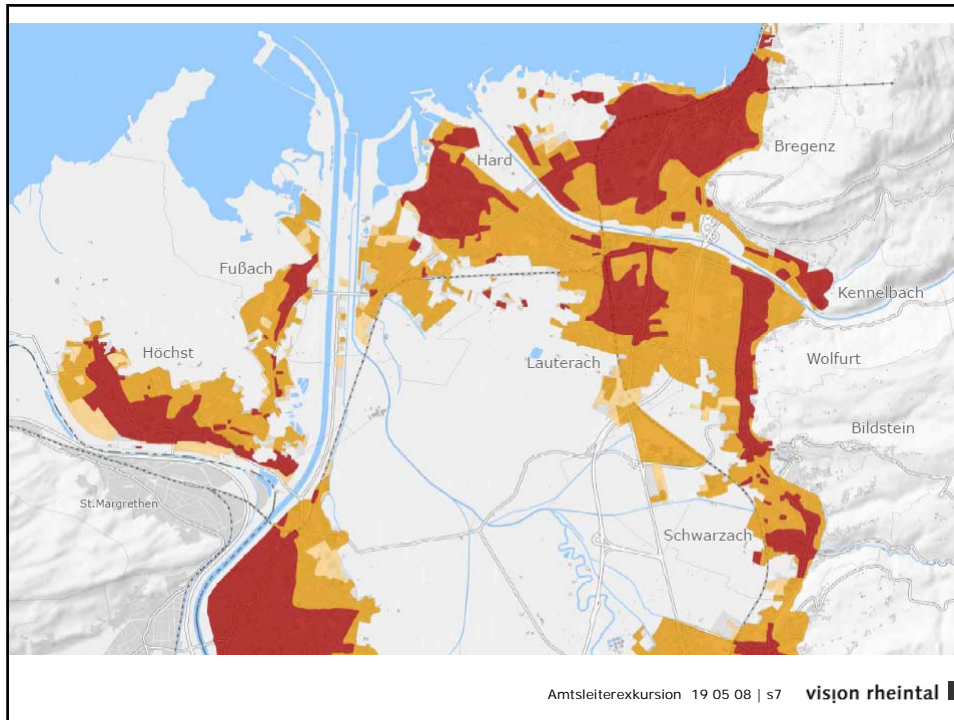 Bregenz
Hard
Fußach
Kennelbach
Höchst
Lauterach
Wolfurt
Bildstein
St.Margrethen
Schwarzach
Amtsleiterexkursion 19 05 08 | s7 vision rheintal